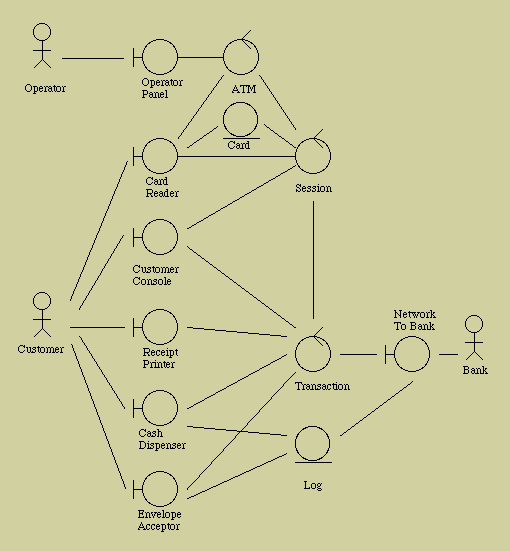 Operator
Operator
Panel
ATM
Card
Card
Reader
Session
Customer
Console
Customer
Receipt
Printer
Network
To Bank
Transaction
Bank
Cash
Dispenser
Log
Envelope
Acceptor